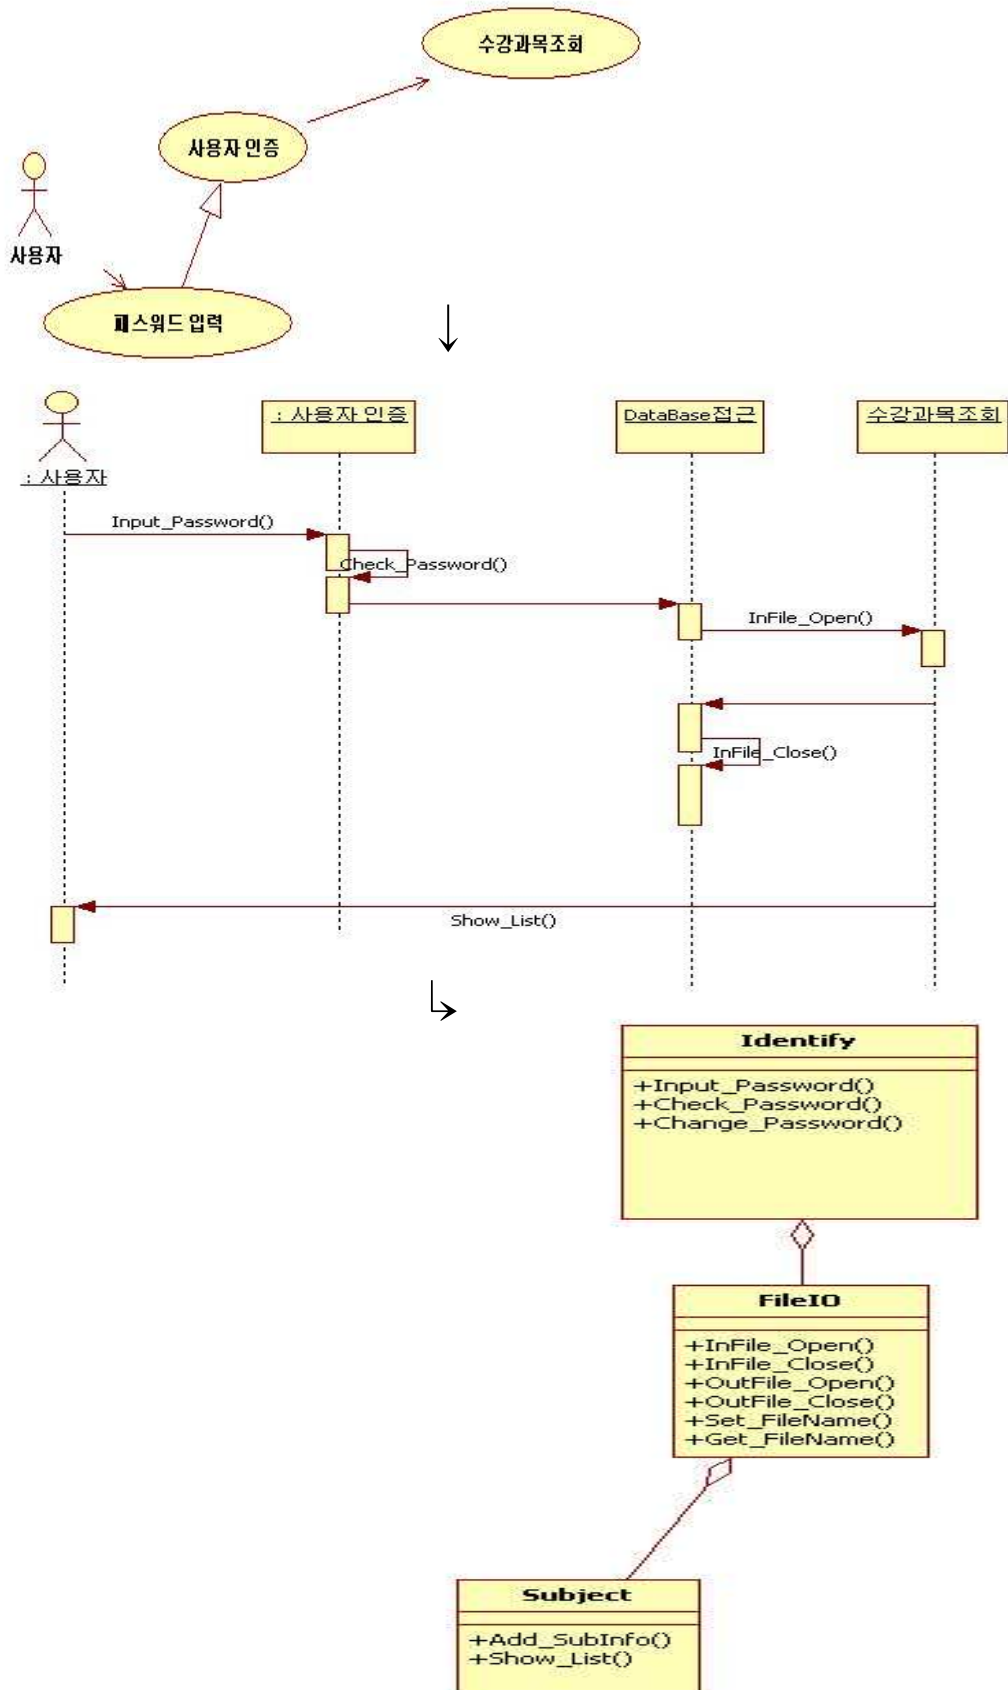 수강과목조회
사용자 인증
사용자
패스워드 입력
: 사용자 인증
DataBase접근
수강과목조회
: 사용자
Input_Password()
Check_Password()
InFile_Open()
InFile_Close()
Show_List()
Identify
+Input_Password()
+Check_Password()
+Change_Password()
FileIO
+InFile_Open()
+InFile_Close()
+OutFile_Open()
+OutFile_Close()
+Set_FileName()
+Get_FileName()
Subject
+Add_SubInfo()
+Show_List()